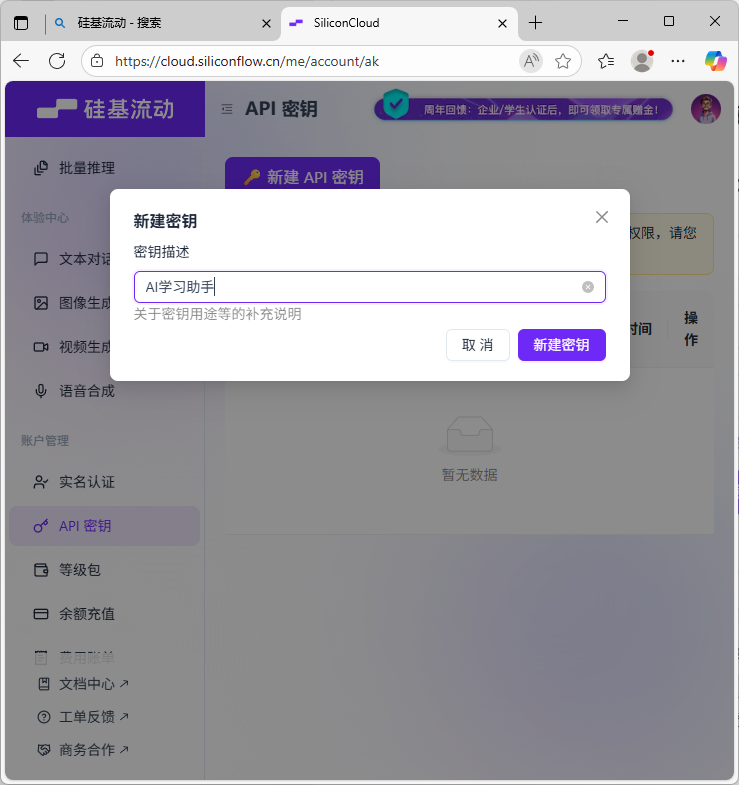 硅基流动 - 搜索
SiliconCloud
https://cloud.siliconflow.cn/me/account/ak
硅基流动
API 密钥
周年回馈：企业/学生认证后，即可领取专属赠金！
批量推理
新建 API 密钥
体验中心
权限，请您
新建密钥
密钥描述
文本对话
AI学习助手
图像生成
关于密钥用途等的补充说明
时间
操
作
视频生成
取 消
新建密钥
语音合成
账户管理
暂无数据
实名认证
API 密钥
等级包
余额充值
费用账单
文档中心
工单反馈
商务合作